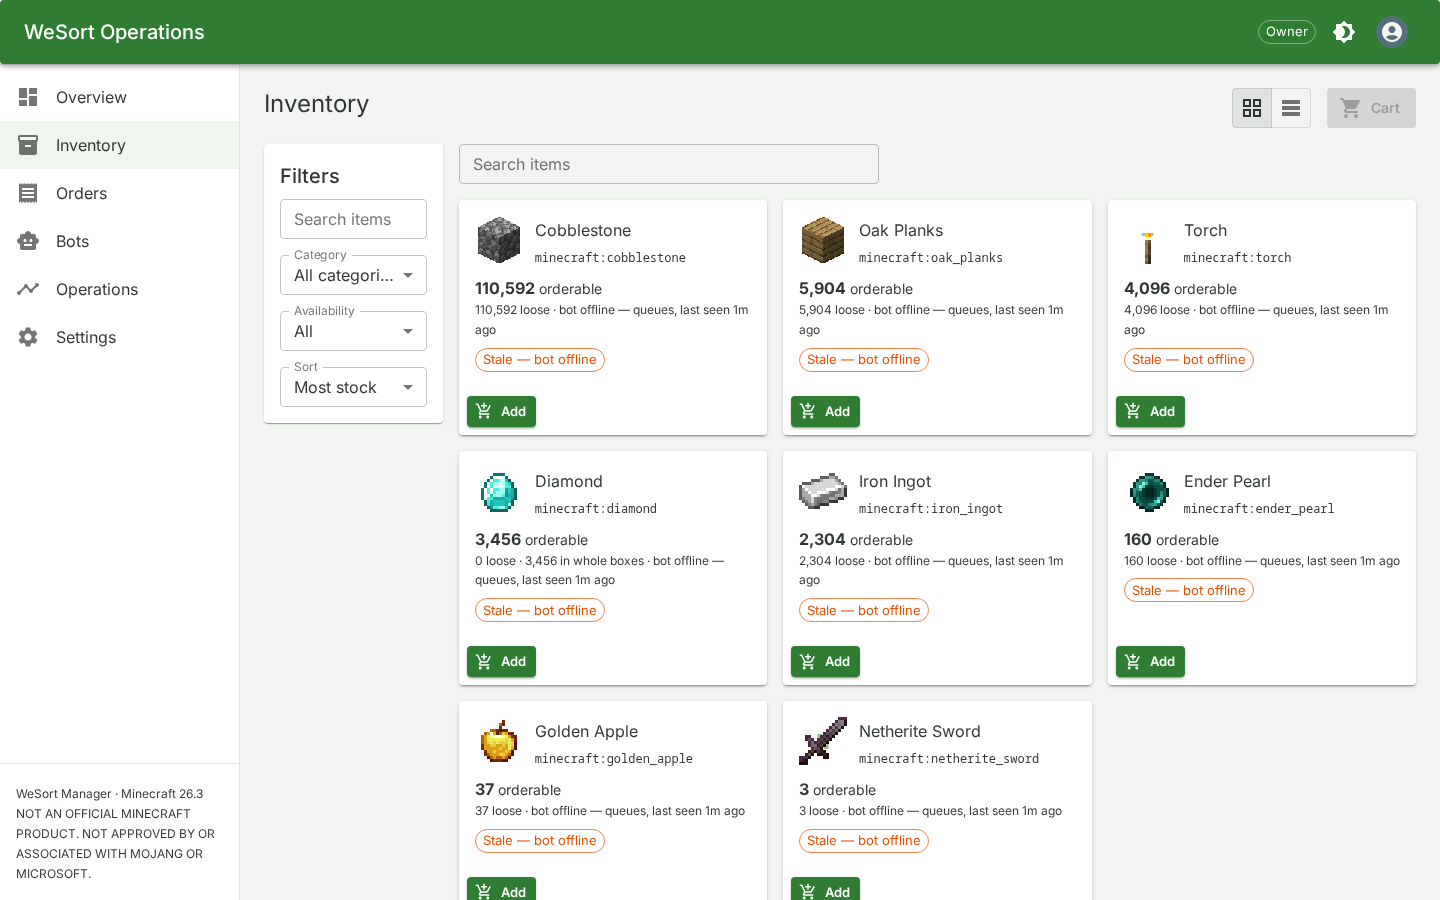 WeSort Operations
Owner
Overview
Inventory
Orders
Bots
Operations
Settings
WeSort Manager · Minecraft 26.3
NOT AN OFFICIAL MINECRAFT
PRODUCT. NOT APPROVED BY OR
ASSOCIATED WITH MOJANG OR
MICROSOFT.
Inventory
Cart
Filters
Search items
Category
All categori...
Availability
All
Sort
Most stock
Search items
Cobblestone
minecraft:cobblestone
110,592 orderable
110,592 loose · bot offline — queues, last seen 1m
ago
Stale — bot offline
Add
Oak Planks
minecraft:oak_planks
5,904 orderable
5,904 loose · bot offline — queues, last seen 1m
ago
Stale — bot offline
Add
Torch
minecraft:torch
4,096 orderable
4,096 loose · bot offline — queues, last seen 1m
ago
Stale — bot offline
Add
Diamond
minecraft:diamond
3,456 orderable
0 loose · 3,456 in whole boxes · bot offline —
queues, last seen 1m ago
Stale — bot offline
Add
Iron Ingot
minecraft:iron_ingot
2,304 orderable
2,304 loose · bot offline — queues, last seen 1m
ago
Stale — bot offline
Add
Ender Pearl
minecraft:ender_pearl
160 orderable
160 loose · bot offline — queues, last seen 1m ago
Stale — bot offline
Add
Golden Apple
minecraft:golden_apple
37 orderable
37 loose · bot offline — queues, last seen 1m ago
Stale — bot offline
Add
Netherite Sword
minecraft:netherite_sword
3 orderable
3 loose · bot offline — queues, last seen 1m ago
Stale — bot offline
Add